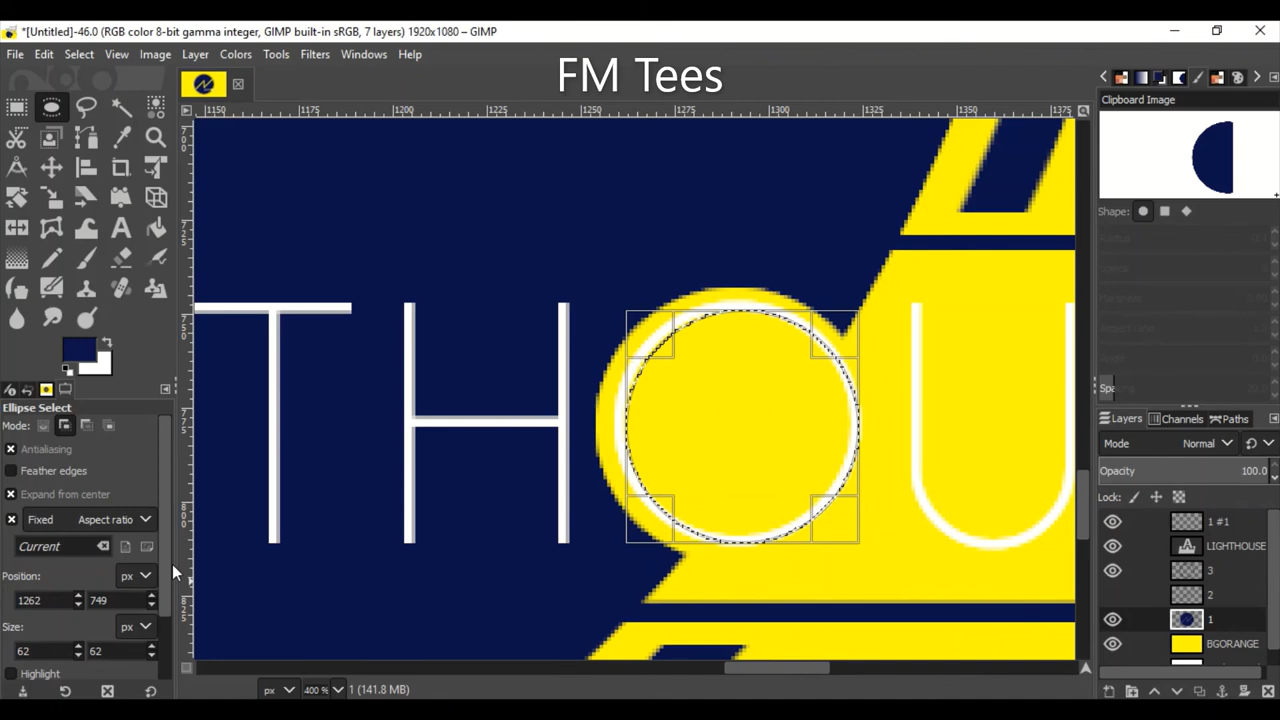 *[Untitled]-46.0 (RGB color 8-bit gamma integer, GIMP built-in sRGB, 7 layers) 1920x1080 – GIMP
File Edit Select View Image Layer Colors Tools Filters Windows Help
FM Tees
1150 1175 1200 1225 1250 1275 1300 1325 1350 1375
Clipboard Image
Shape:
THOU
Ellipse Select
Mode:
Antialiasing
Feather edges
Expand from center
Fixed Aspect ratio
Current
Position: px
1262 749
Size: px
62 62
Highlight
Spa
Layers Channels Paths
Mode Normal
Opacity 100.0
Lock:
1 #1
LIGHTHOUSE
3
2
1
BGORANGE
px 400 % 1 (141.8 MB)